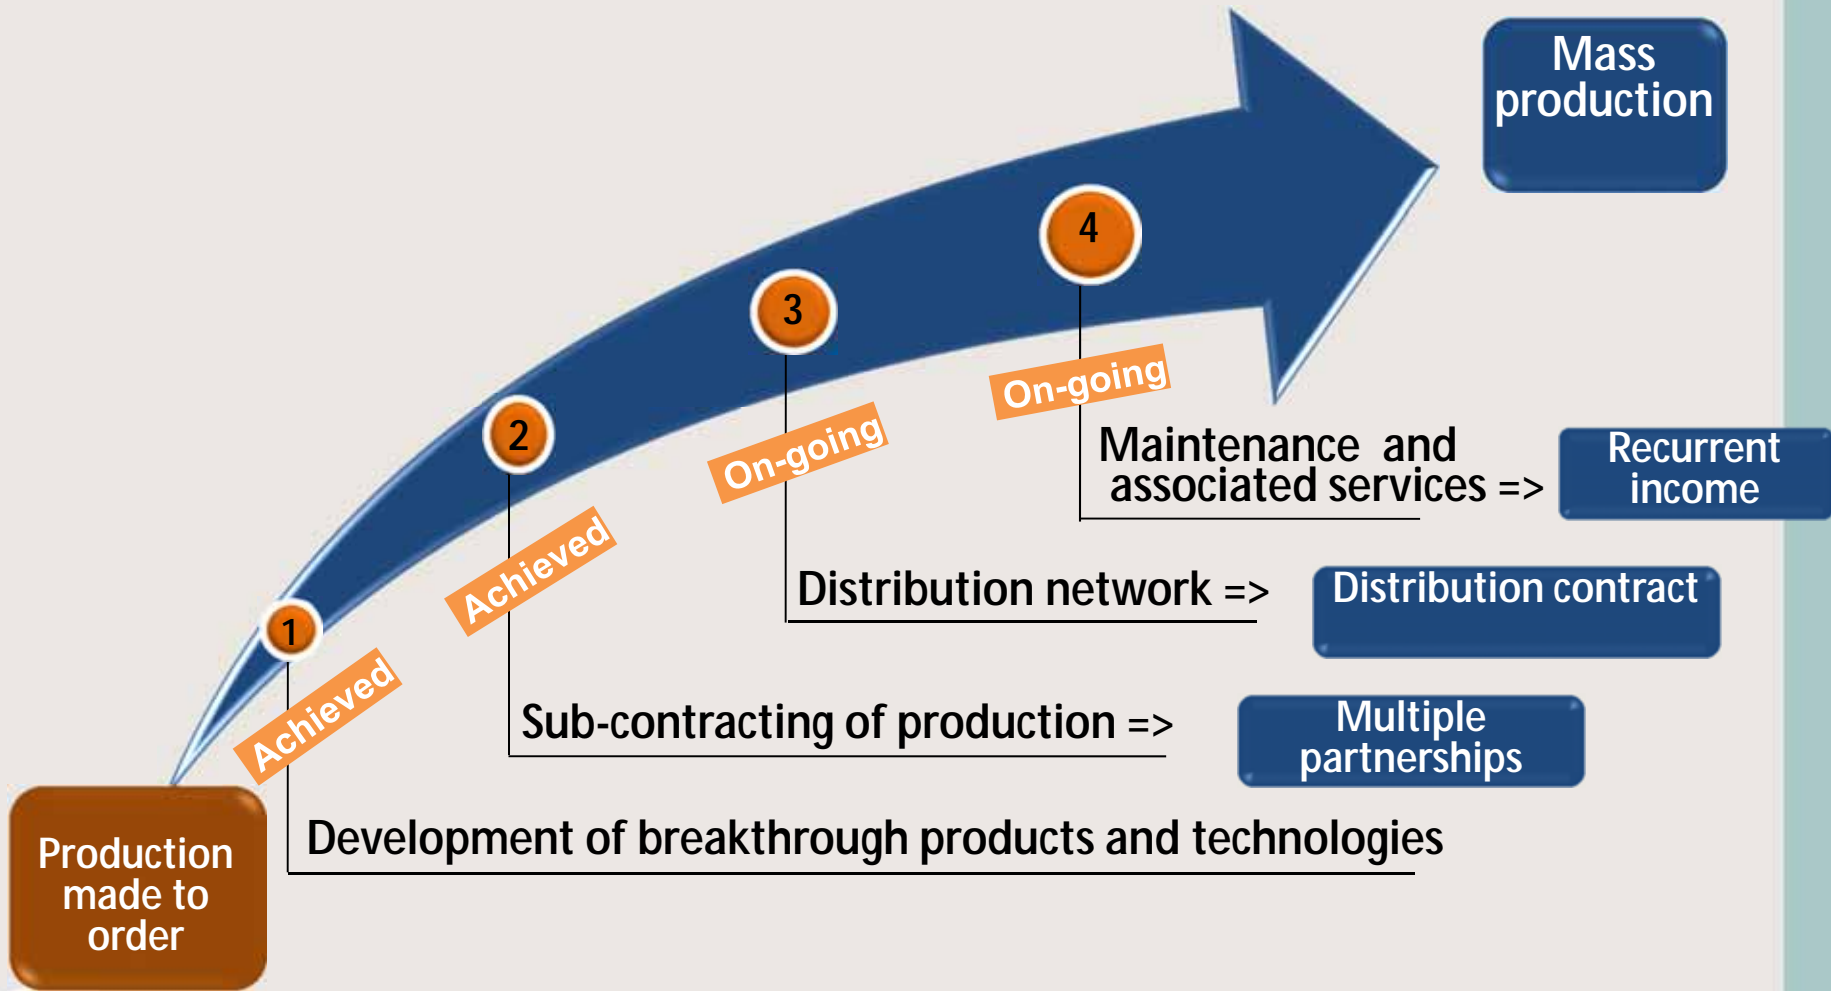 Mass
production
4
3
On-going
2
On-going
Maintenance and
associated services =>
Recurrent
income
Achieved
Distribution network =>
Distribution contract
1
Achieved
Sub-contracting of production =>
Multiple
partnerships
Development of breakthrough products and technologies
Production
made to
order